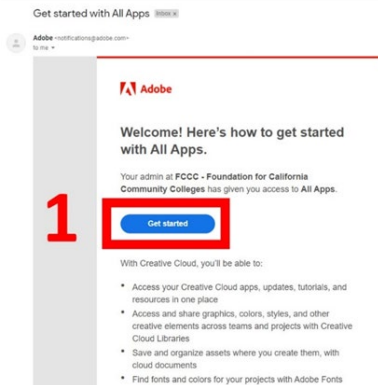 Get started with All Apps Inbox x
Adobe <notifications@adobe.com>
to me
Adobe
Welcome! Here's how to get started
with All Apps.
Your admin at FCCC - Foundation for California
Community Colleges has given you access to All Apps.
1
Get started
With Creative Cloud, you'll be able to:
• Access your Creative Cloud apps, updates, tutorials, and
resources in one place
• Access and share graphics, colors, styles, and other
creative elements across teams and projects with Creative
Cloud Libraries
• Save and organize assets where you create them, with
cloud documents
• Find fonts and colors for your projects with Adobe Fonts